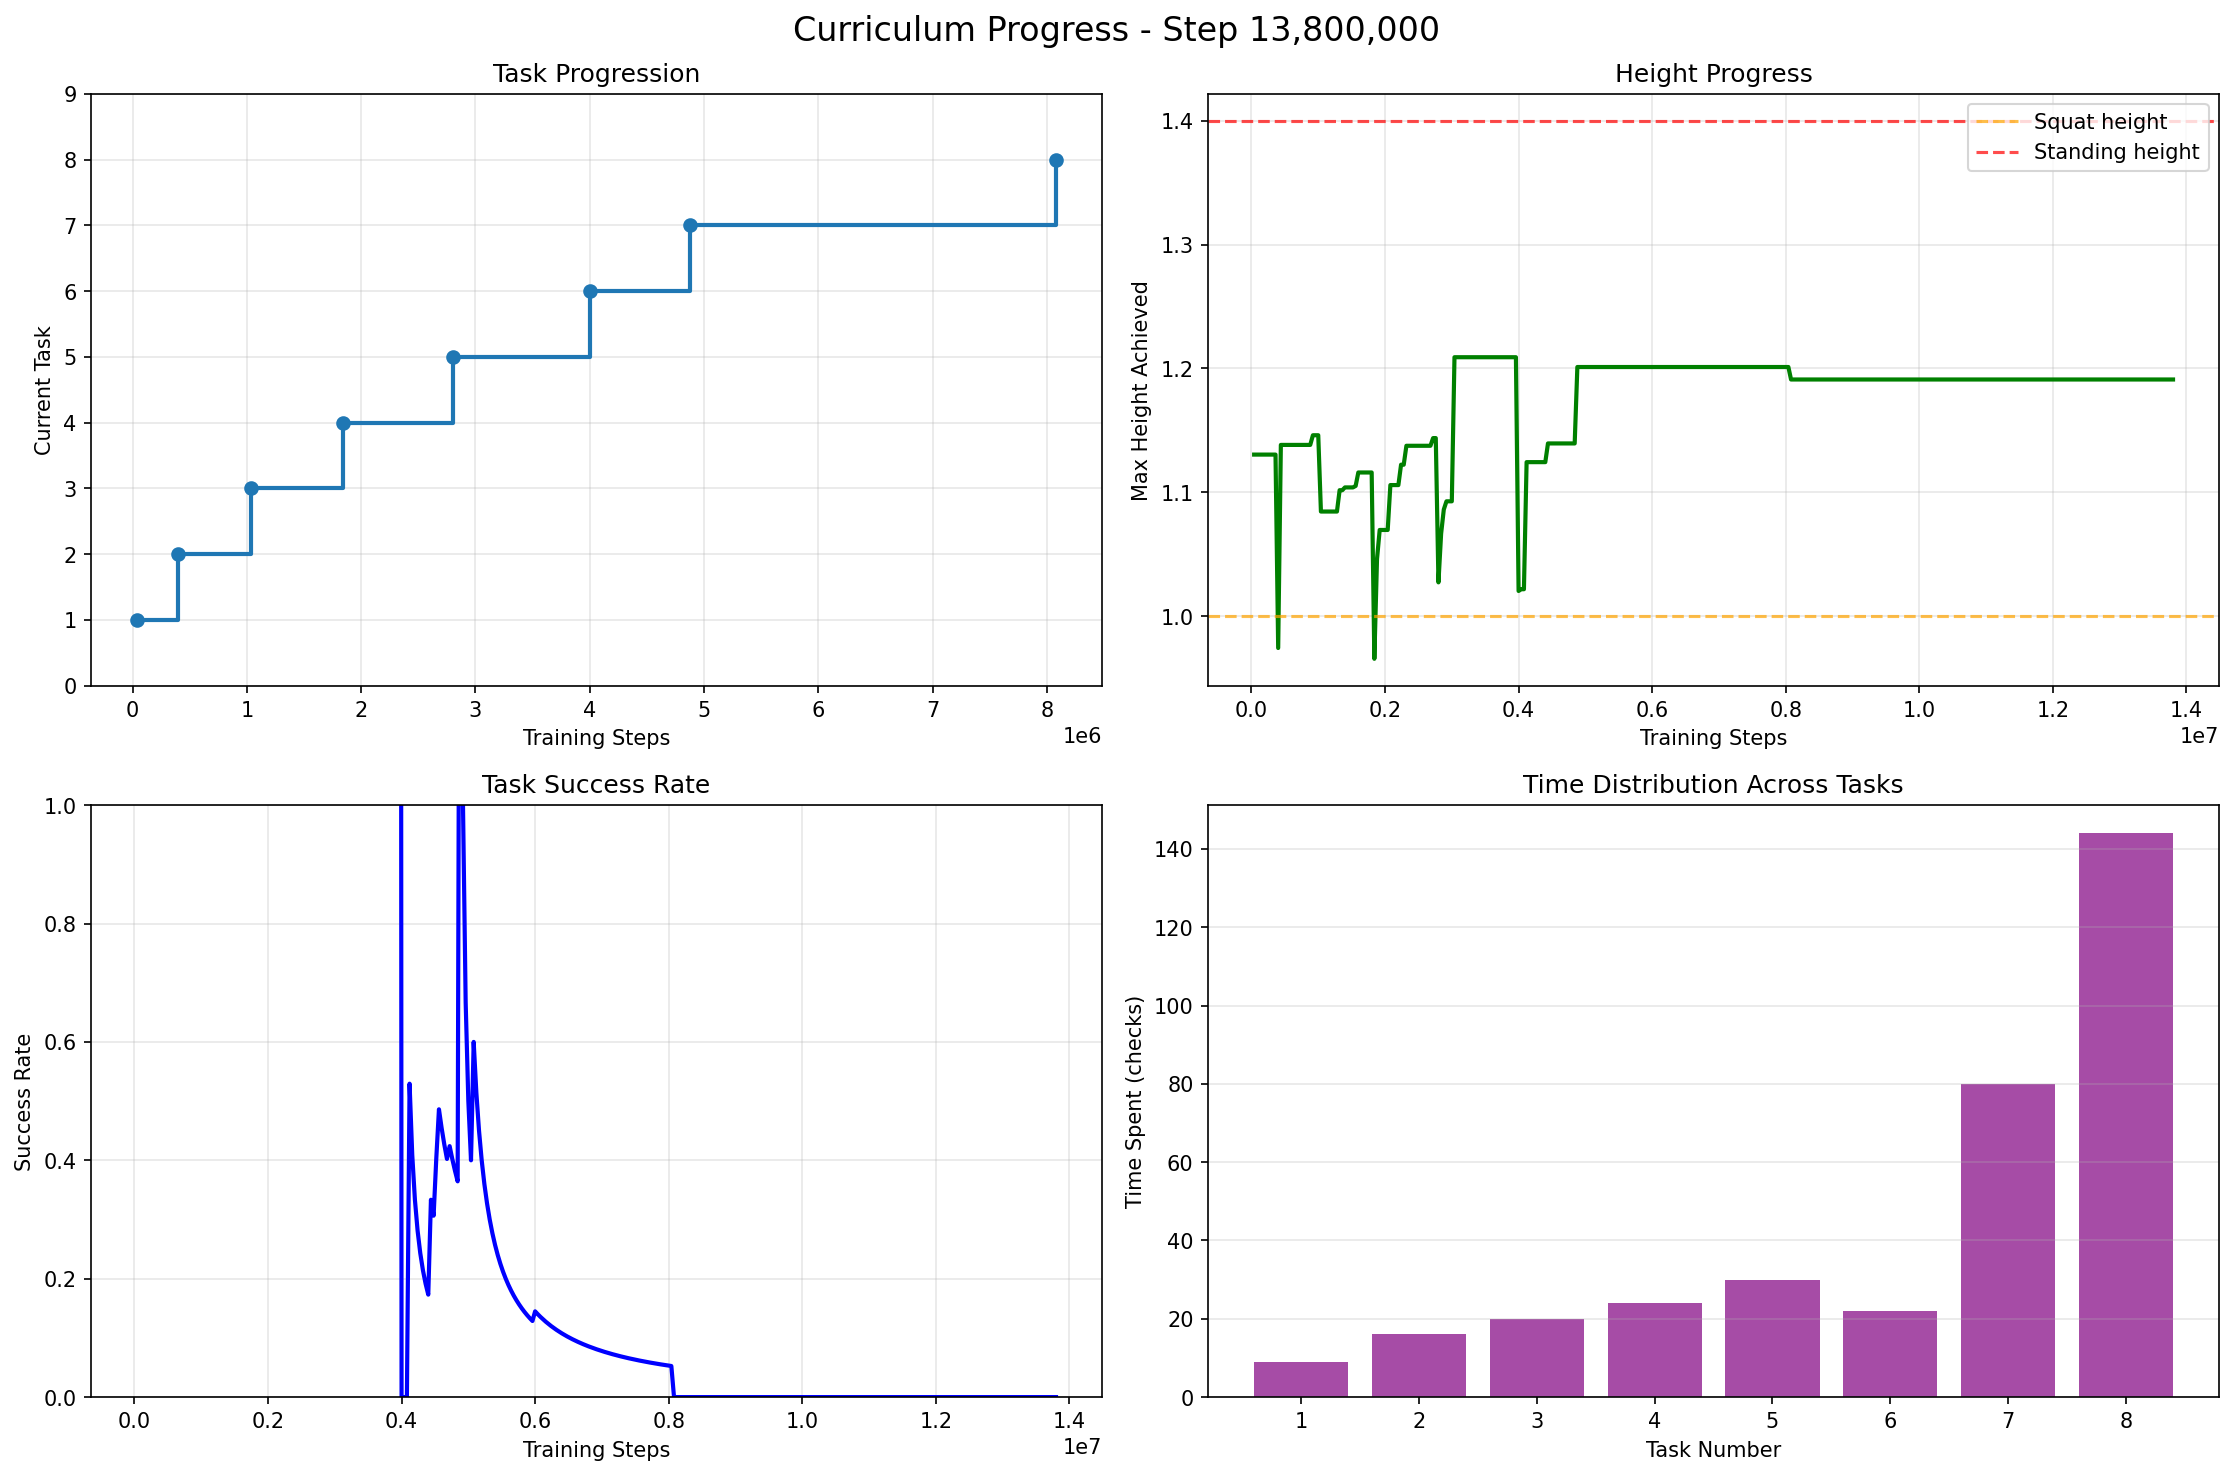 Curriculum Progress - Step 13,800,000
Task Progression
9
8
7
6
5
4
3
2
1
0
Current Task
0 1 2 3 4 5 6 7 8
1e6
Training Steps
Height Progress
1.4
1.3
1.2
1.1
1.0
Max Height Achieved
Squat height
Standing height
0.0 0.2 0.4 0.6 0.8 1.0 1.2 1.4
1e7
Training Steps
Task Success Rate
1.0
0.8
0.6
0.4
0.2
0.0
Success Rate
0.0 0.2 0.4 0.6 0.8 1.0 1.2 1.4
1e7
Training Steps
Time Distribution Across Tasks
140
120
100
80
60
40
20
0
Time Spent (checks)
1 2 3 4 5 6 7 8
Task Number